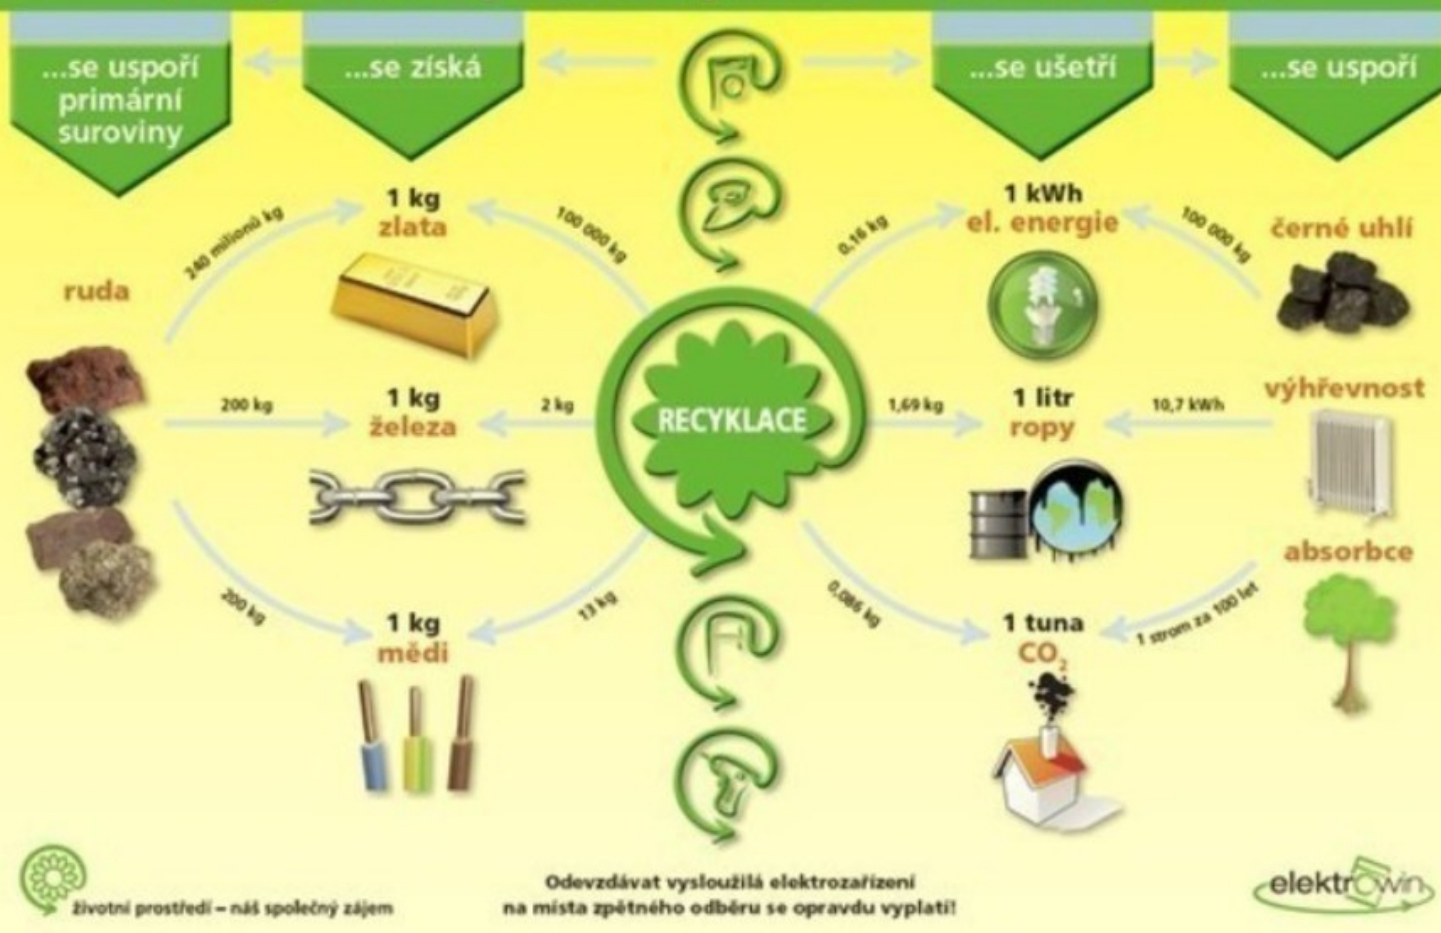 ...se uspoří
primární
suroviny
...se získá
...se ušetří
...se uspoří
1 kg
zlata
240 milionů kg
100 000 kg
ruda
200 kg
1 kg
železa
2 kg
200 kg
1 kg
mědi
13 kg
RECYKLACE
1 kWh
el. energie
0,16 kg
100 000 kg
černé uhlí
1,69 kg
1 litr
ropy
10,7 kWh
výhřevnost
0,086 kg
1 tuna
CO₂
1 strom za 100 let
absorbce
životní prostředí – náš společný zájem
Odevzdávat vysloužilá elektrozařízení
na místa zpětného odběru se opravdu vyplatí!
elektrowin